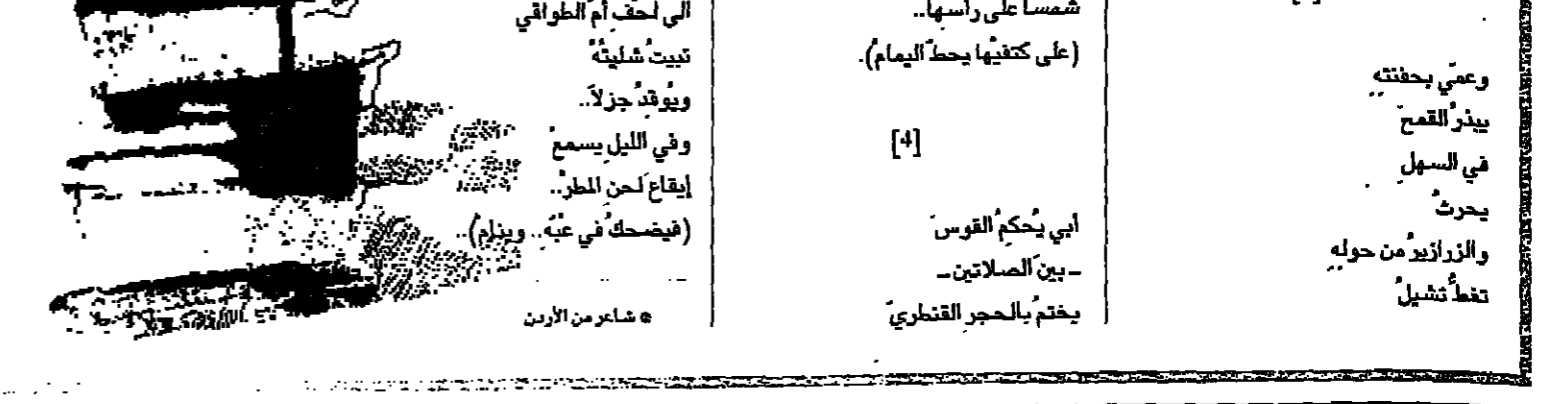 وعمّي بحفنتهِ
يبذرُ القمحَ
في السهلِ
يحرثُ
والزرازيرُ من حولهِ
تغطُّ تشيلُ
شمساً على رأسها..
(على كتفيْها يحطّ اليمامْ).
[4]
أبي يُحكمُ القوسَ
ـ بينَ الصلاتين ـ
يختمُ بالحجرِ القنطريّ
الى لحفِ أم الطواقي
تبيتُ شليتُهُ
ويُوقدُ جزلاً..
وفي الليلِ يسمعُ
إيقاعَ لحنِ المطرْ..
(فيضحكُ في عبّهِ.. وينامْ)..
* شاعر من الأردن